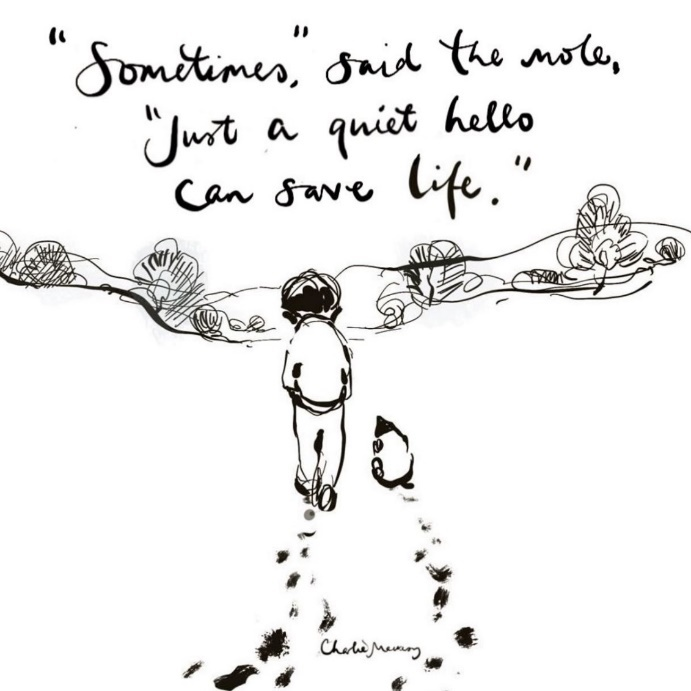 "Sometimes," said the mole,
"Just a quiet hello
can save life."
Charlie Mackesy